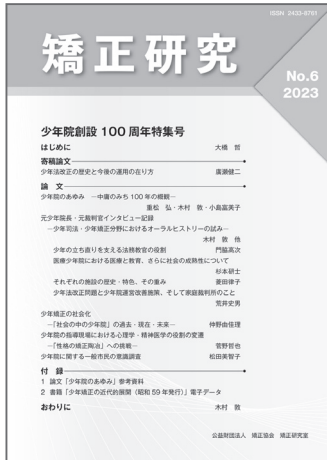 ISSN 2433-9761
矯正研究
No.6
2023
少年院創設 100 周年特集号
はじめに 大橋 哲
寄稿論文
少年法改正の歴史と今後の運用の在り方 廣瀬健二
論 文
少年院のあゆみ ―中庸のみち 100 年の概観―
重松 弘・木村 敦・小島富美子
元少年院長・元裁判官インタビュー記録
―少年司法・少年矯正分野におけるオーラルヒストリーの試み―
木村 敦 他
少年の立ち直りを支える法務教官の役割 門脇高次
医療少年院における医療と教育、さらに社会の成熟性について
杉本研士
それぞれの施設の歴史・特色、その重み 菱田律子
少年法改正問題と少年院運営改善施策、そして家庭裁判所のこと
荒井史男
少年矯正の社会化
―「社会の中の少年院」の過去・現在・未来― 仲野由佳理
少年院の指導現場における心理学・精神医学の役割の変遷
―「性格の矯正陶冶」への挑戦― 菅野哲也
少年院に関する一般市民の意識調査 松田美智子
付 録
1 論文「少年院のあゆみ」参考資料
2 書籍「少年矯正の近代的展開（昭和 59 年発行）」電子データ
おわりに 木村 敦
公益財団法人 矯正協会 矯正研究室